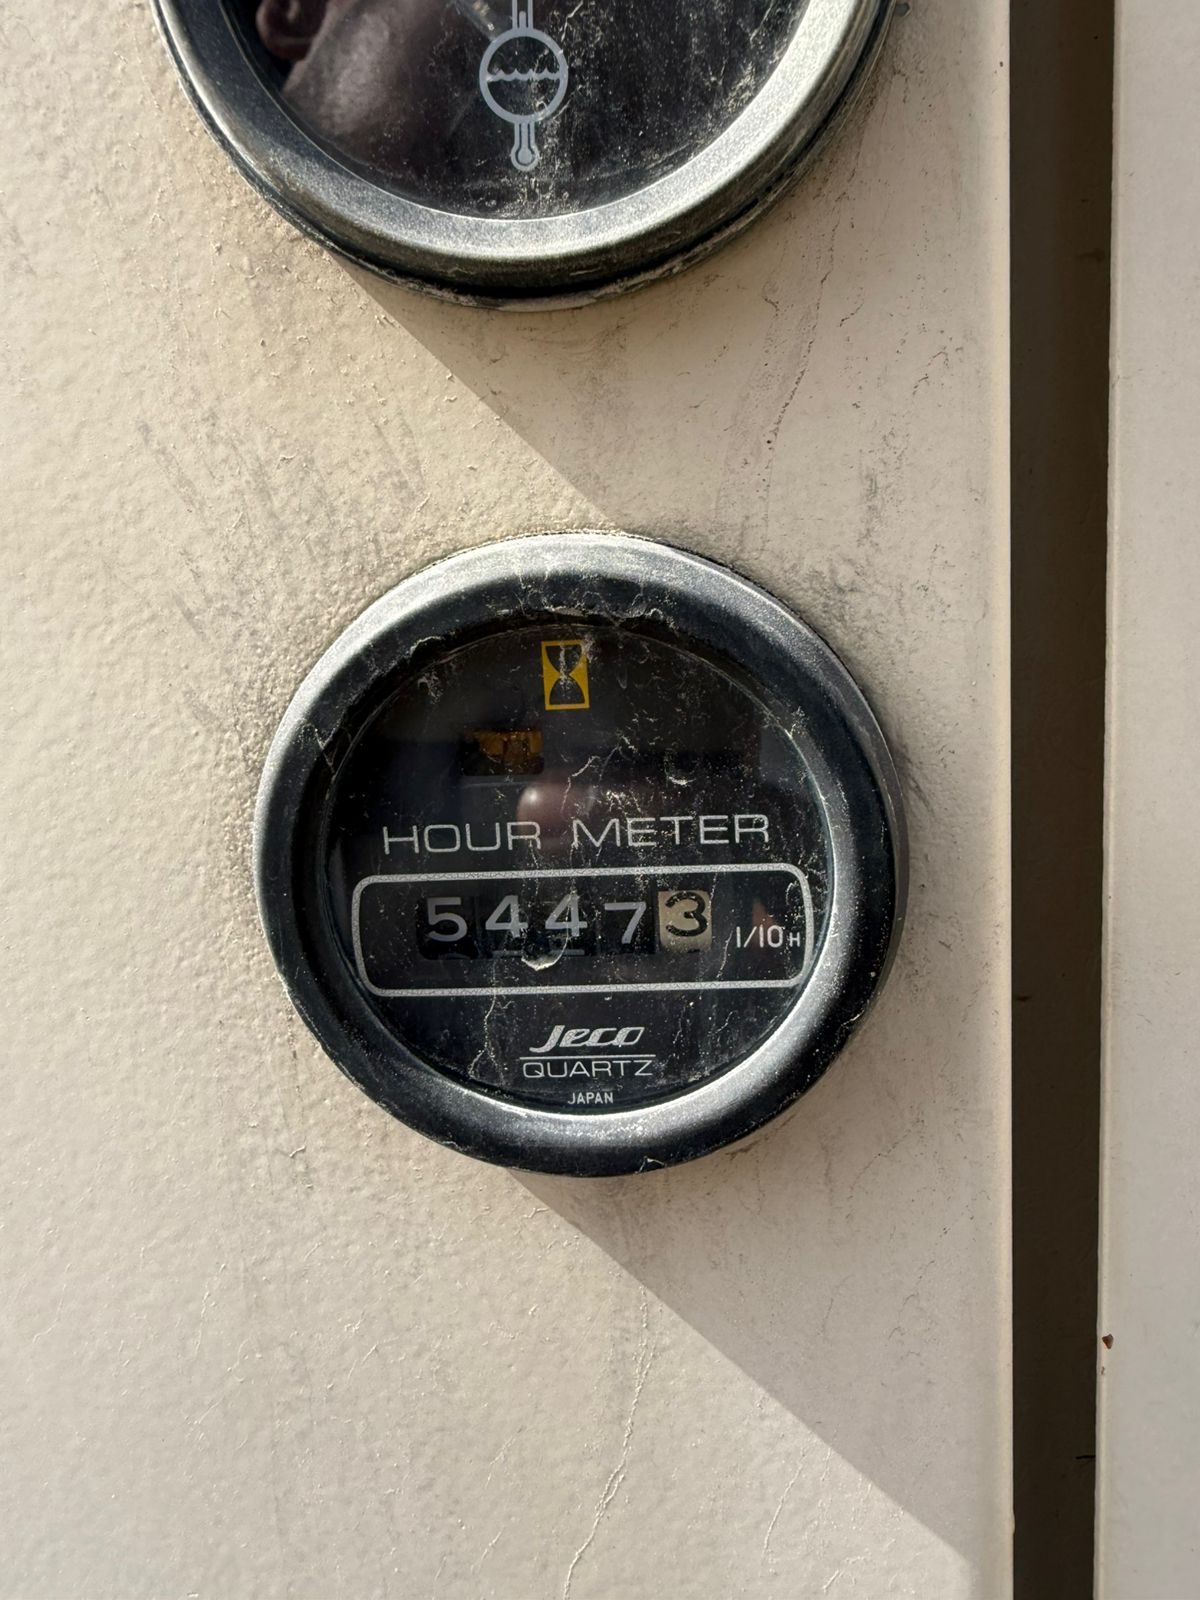 HOUR METER
54473 1/10H
Jeco
QUARTZ
JAPAN